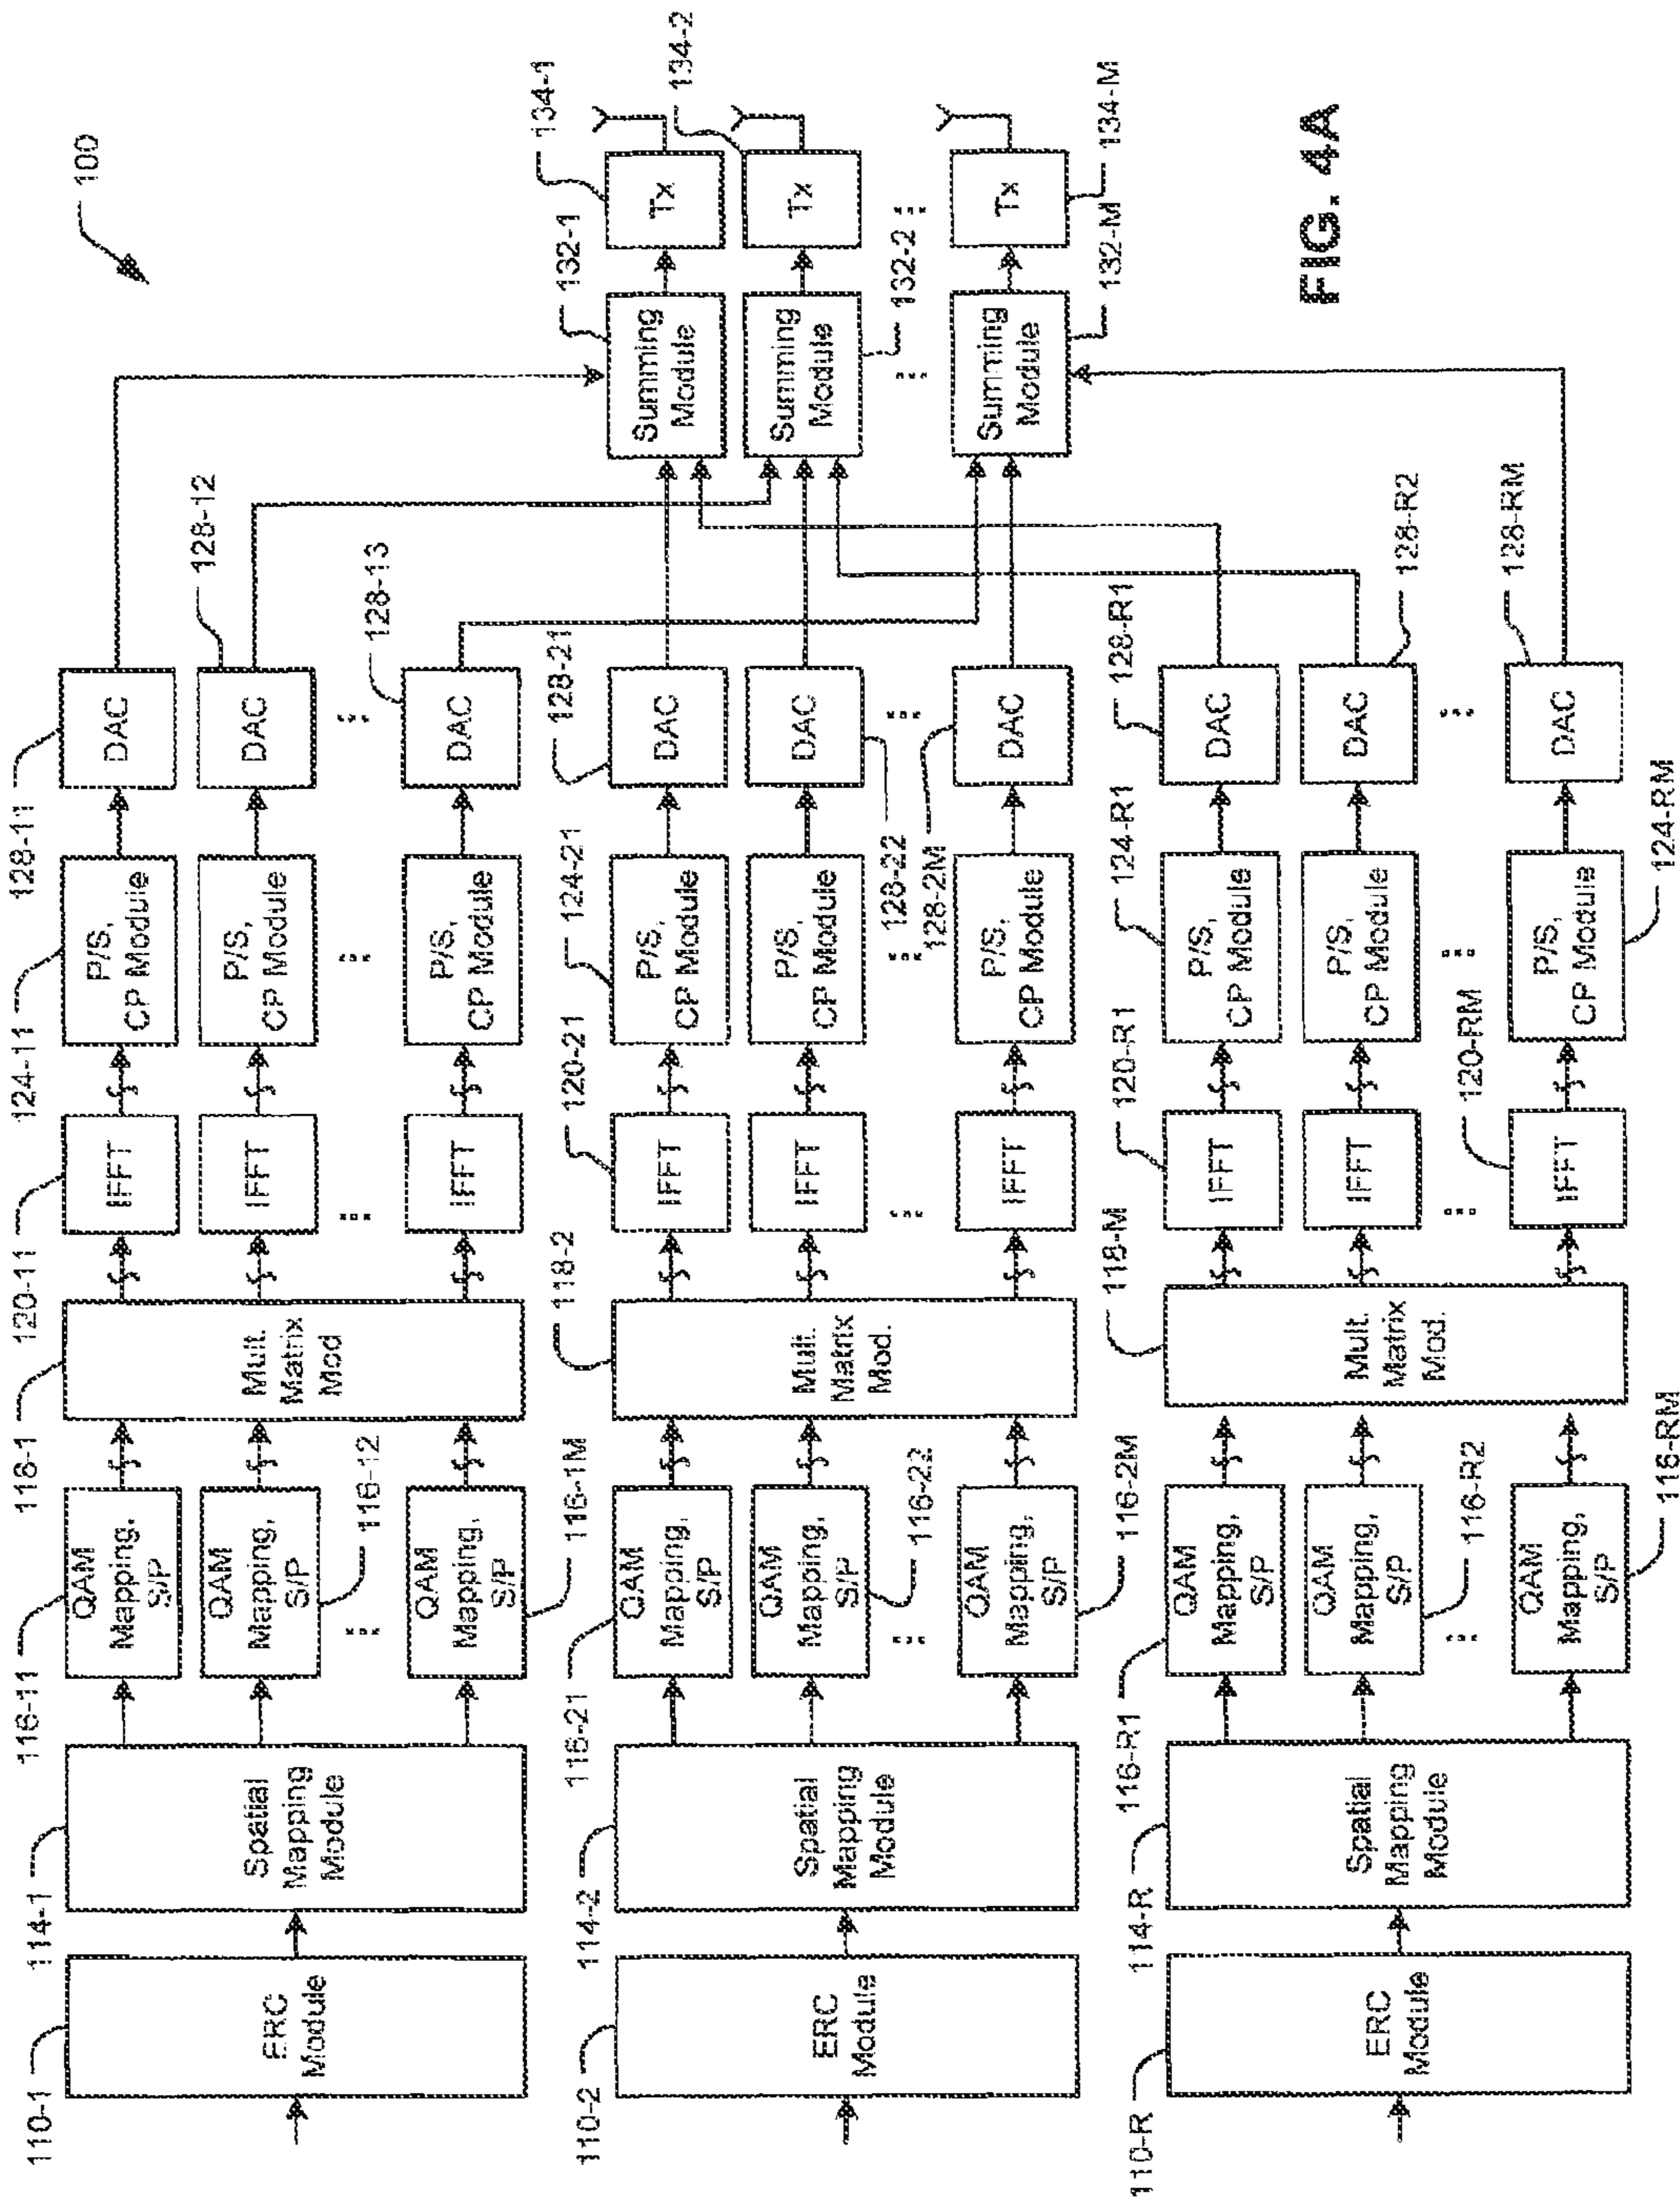 100
110-1
114-1
116-11
118-1
120-11
124-11
128-11
ERC
Module
Spatial
Mapping
Module
QAM
Mapping,
S/P
QAM
Mapping,
S/P
116-12
...
QAM
Mapping,
S/P
116-1M
Mult.
Matrix
Mod
IFFT
IFFT
...
IFFT
P/S,
CP Module
P/S,
CP Module
...
P/S,
CP Module
DAC
DAC
128-12
...
DAC
128-13
110-2
114-2
116-21
118-2
120-21
124-21
128-21
ERC
Module
Spatial
Mapping
Module
QAM
Mapping,
S/P
QAM
Mapping,
S/P
116-22
...
QAM
Mapping,
S/P
116-2M
Mult.
Matrix
Mod.
IFFT
IFFT
...
IFFT
P/S,
CP Module
P/S,
CP Module
...
P/S,
CP Module
DAC
DAC
128-22
...
128-2M
DAC
110-R
114-R
116-R1
118-M
120-R1
124-R1
128-R1
ERC
Module
Spatial
Mapping
Module
QAM
Mapping,
S/P
QAM
Mapping,
S/P
116-R2
...
QAM
Mapping,
S/P
116-RM
Mult.
Matrix
Mod.
IFFT
IFFT
...
IFFT
120-RM
P/S,
CP Module
P/S,
CP Module
...
P/S,
CP Module
124-RM
DAC
DAC
128-R2
...
DAC
128-RM
132-1
134-1
134-2
Summing
Module
Tx
Summing
Module
Tx
132-2
...
...
Summing
Module
Tx
132-M
134-M
FIG. 4A